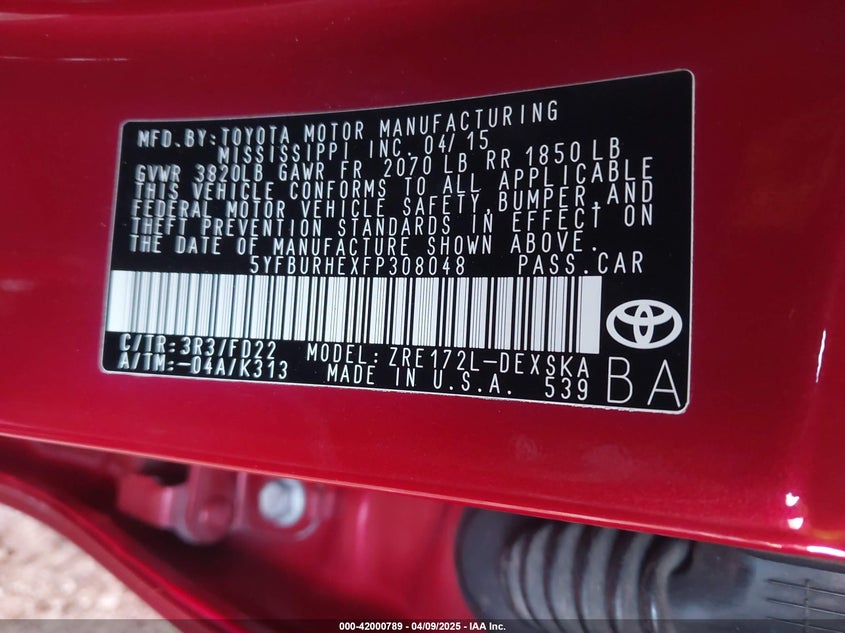 MFD.BY:TOYOTA MOTOR MANUFACTURING
MISSISSIPPI INC. 04/15
GVWR 3820LB GAWR FR 2070 LB RR 1850LB
THIS VEHICLE CONFORMS TO ALL APPLICABLE
FEDERAL MOTOR VEHICLE SAFETY,BUMPER,AND
THEFT PREVENTION STANDARDS IN EFFECT ON
THE DATE OF MANUFACTURE SHOWN ABOVE.
5YFBURHEXFP308048 PASS.CAR
C/TR:3R3/FD22 MODEL:ZRE172L-DEXSKA
A/TM:-04A/K313 MADE IN U.S.A. 539
BA
000-42000789 | 04/09/2025 - IAA Inc.